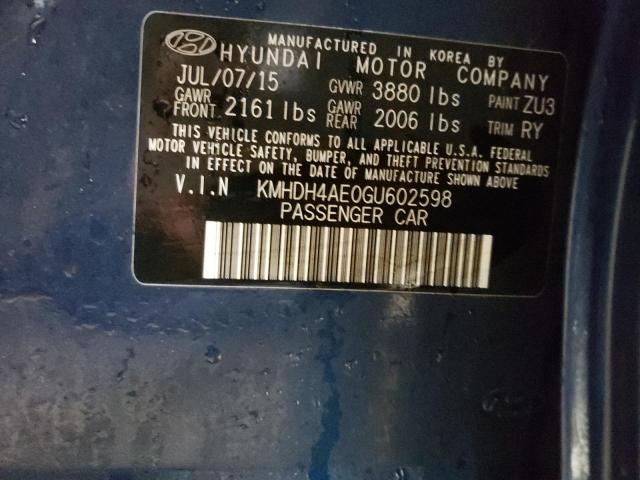 MANUFACTURED IN KOREA BY
HYUNDAI MOTOR COMPANY
JUL/07/15 GVWR 3880 lbs PAINT ZU3
GAWR FRONT 2161 lbs GAWR REAR 2006 lbs TRIM RY
THIS VEHICLE CONFORMS TO ALL APPLICABLE U.S.A. FEDERAL
MOTOR VEHICLE SAFETY, BUMPER, AND THEFT PREVENTION STANDARDS
IN EFFECT ON THE DATE OF MANUFACTURE SHOWN ABOVE
V.I.N KMHDH4AE0GU602598
PASSENGER CAR